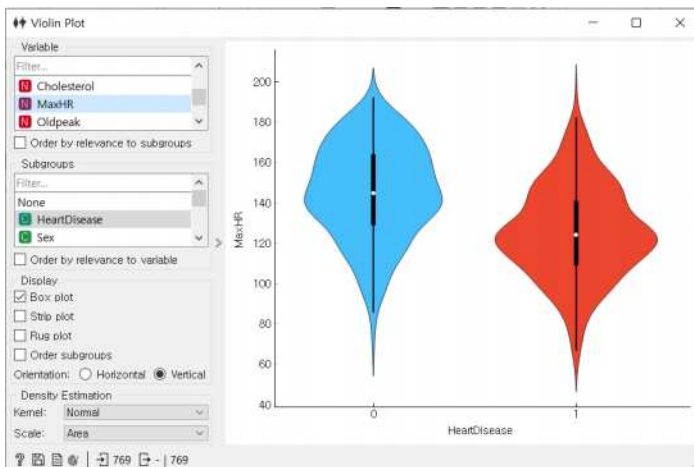 Violin Plot
Variable
Filter...
N Cholesterol
N MaxHR
N Oldpeak
Order by relevance to subgroups
Subgroups
Filter...
None
C HeartDisease
C Sex
Order by relevance to variable
Display
Box plot
Strip plot
Rug plot
Order subgroups
Orientation: Horizontal Vertical
Density Estimation
Kernel: Normal
Scale: Area
? 769 - | 769
MaxHR
200
180
160
140
120
100
80
60
40
0 1
HeartDisease